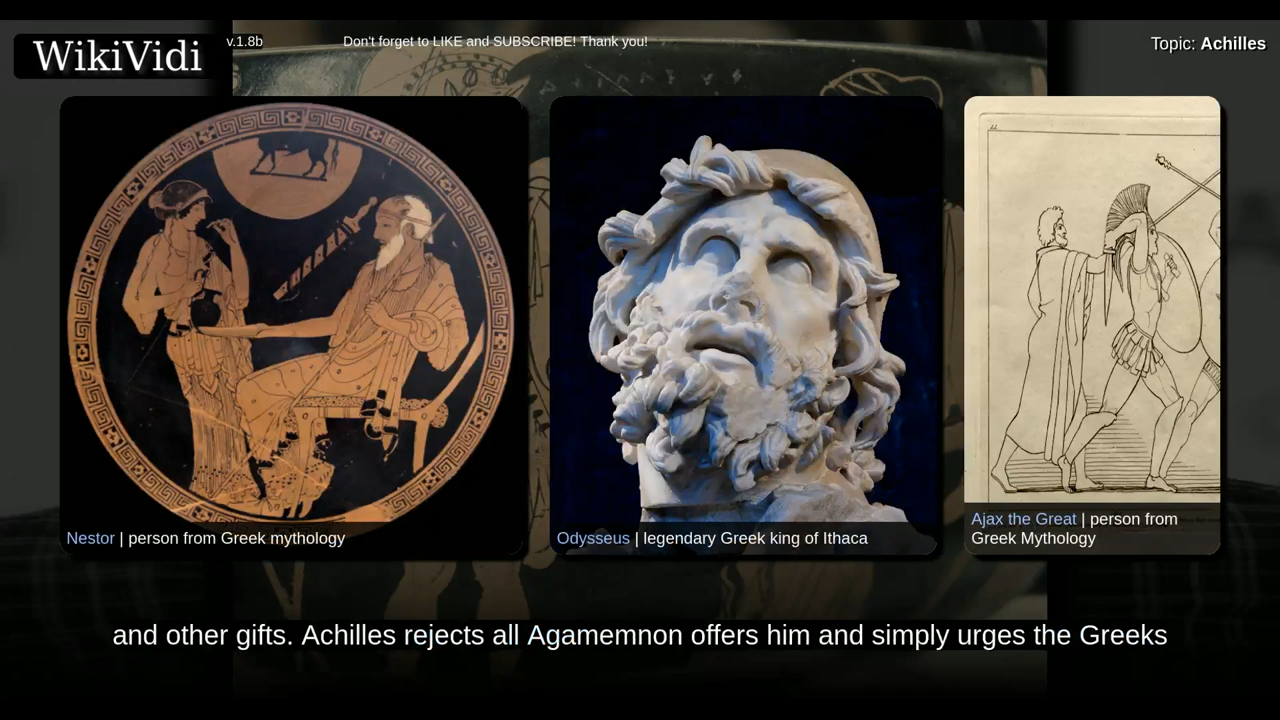 WikiVidi
v.1.8b
Don't forget to LIKE and SUBSCRIBE! Thank you!
Topic: Achilles
Nestor | person from Greek mythology
Odysseus | legendary Greek king of Ithaca
Ajax the Great | person from
Greek Mythology
and other gifts. Achilles rejects all Agamemnon offers him and simply urges the Greeks